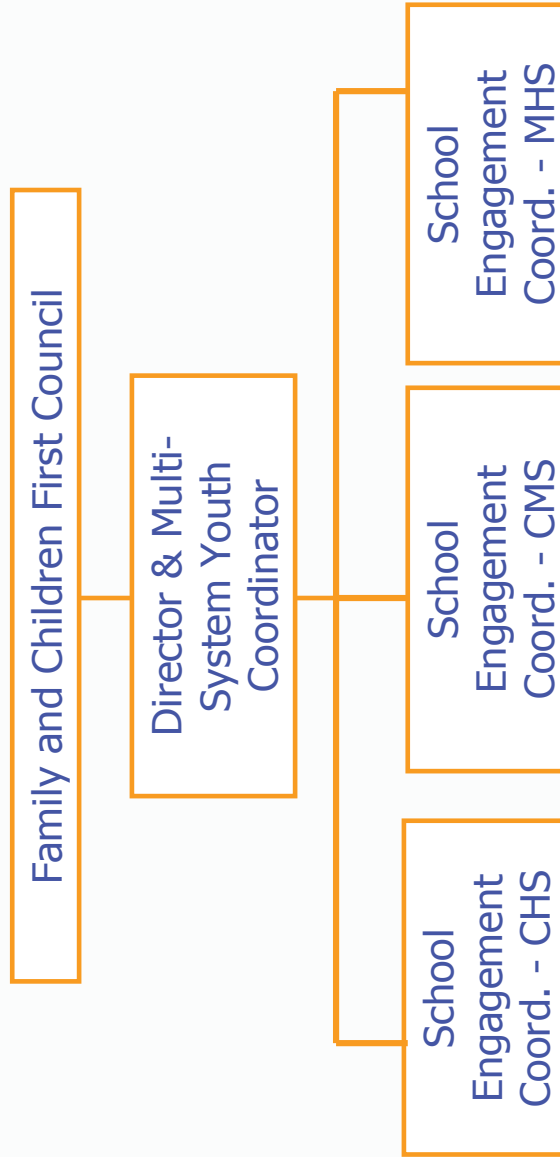 Family and Children First Council
Director & Multi-
System Youth
Coordinator
School
Engagement
Coord. - CHS
School
Engagement
Coord. - CMS
School
Engagement
Coord. - MHS